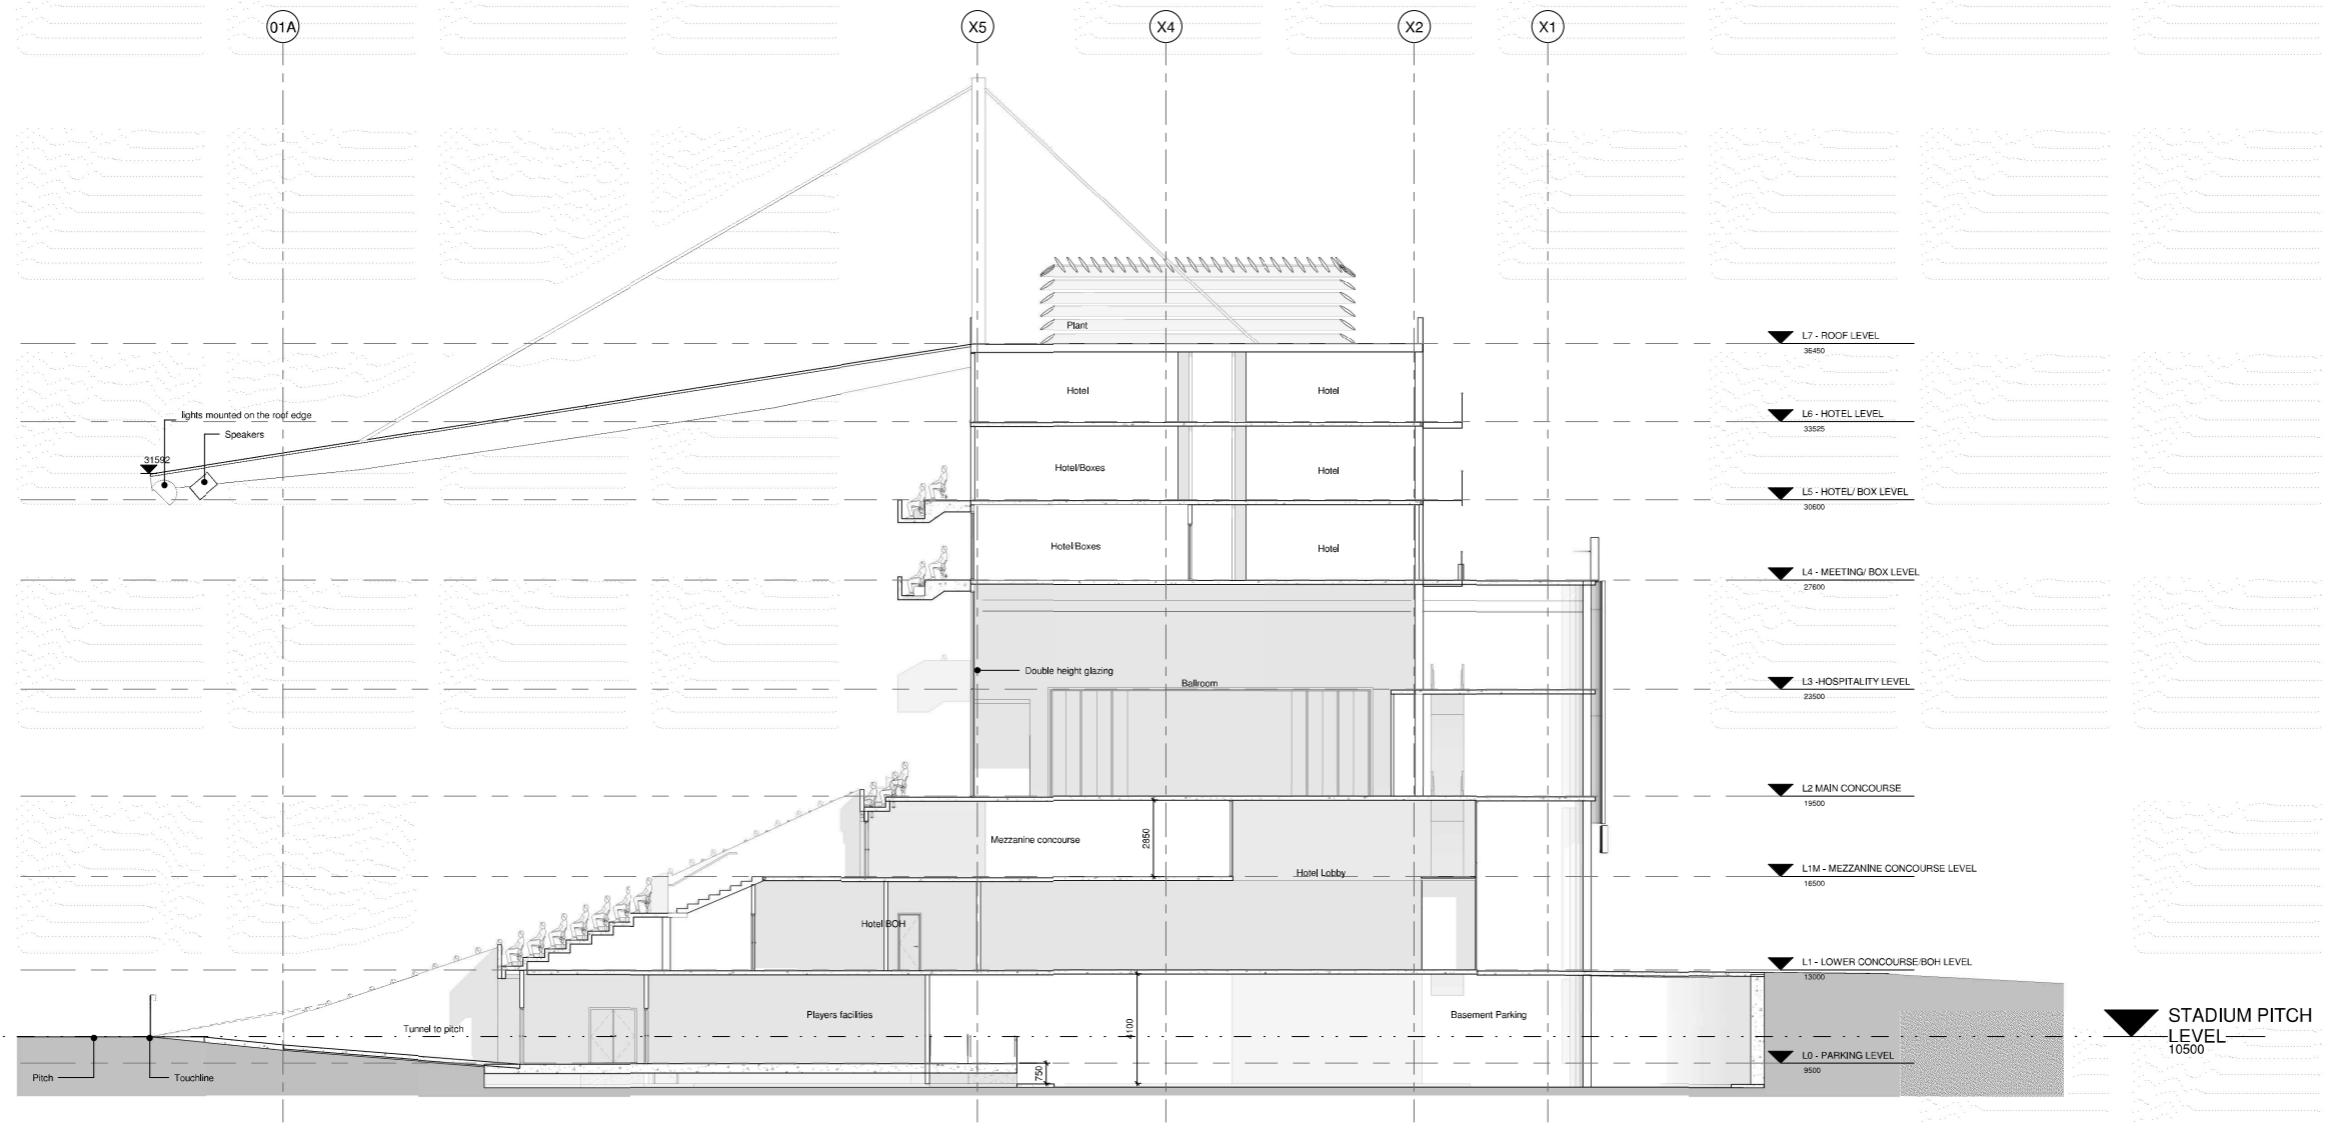 01A
X5
X4
X2
X1
Plant
L7 - ROOF LEVEL
36450
Hotel
Hotel
lights mounted on the roof edge
L6 - HOTEL LEVEL
33525
Speakers
31592
Hotel/Boxes
Hotel
L5 - HOTEL/ BOX LEVEL
30600
Hotel/Boxes
Hotel
L4 - MEETING/ BOX LEVEL
27600
Double height glazing
Ballroom
L3 -HOSPITALITY LEVEL
23500
L2 MAIN CONCOURSE
19500
Mezzanine concourse
2850
Hotel Lobby
L1M - MEZZANINE CONCOURSE LEVEL
16500
Hotel BOH
L1 - LOWER CONCOURSE/BOH LEVEL
13000
Players facilities
Basement Parking
STADIUM PITCH
LEVEL
10500
Tunnel to pitch
4100
L0 - PARKING LEVEL
9500
750
Pitch
Touchline